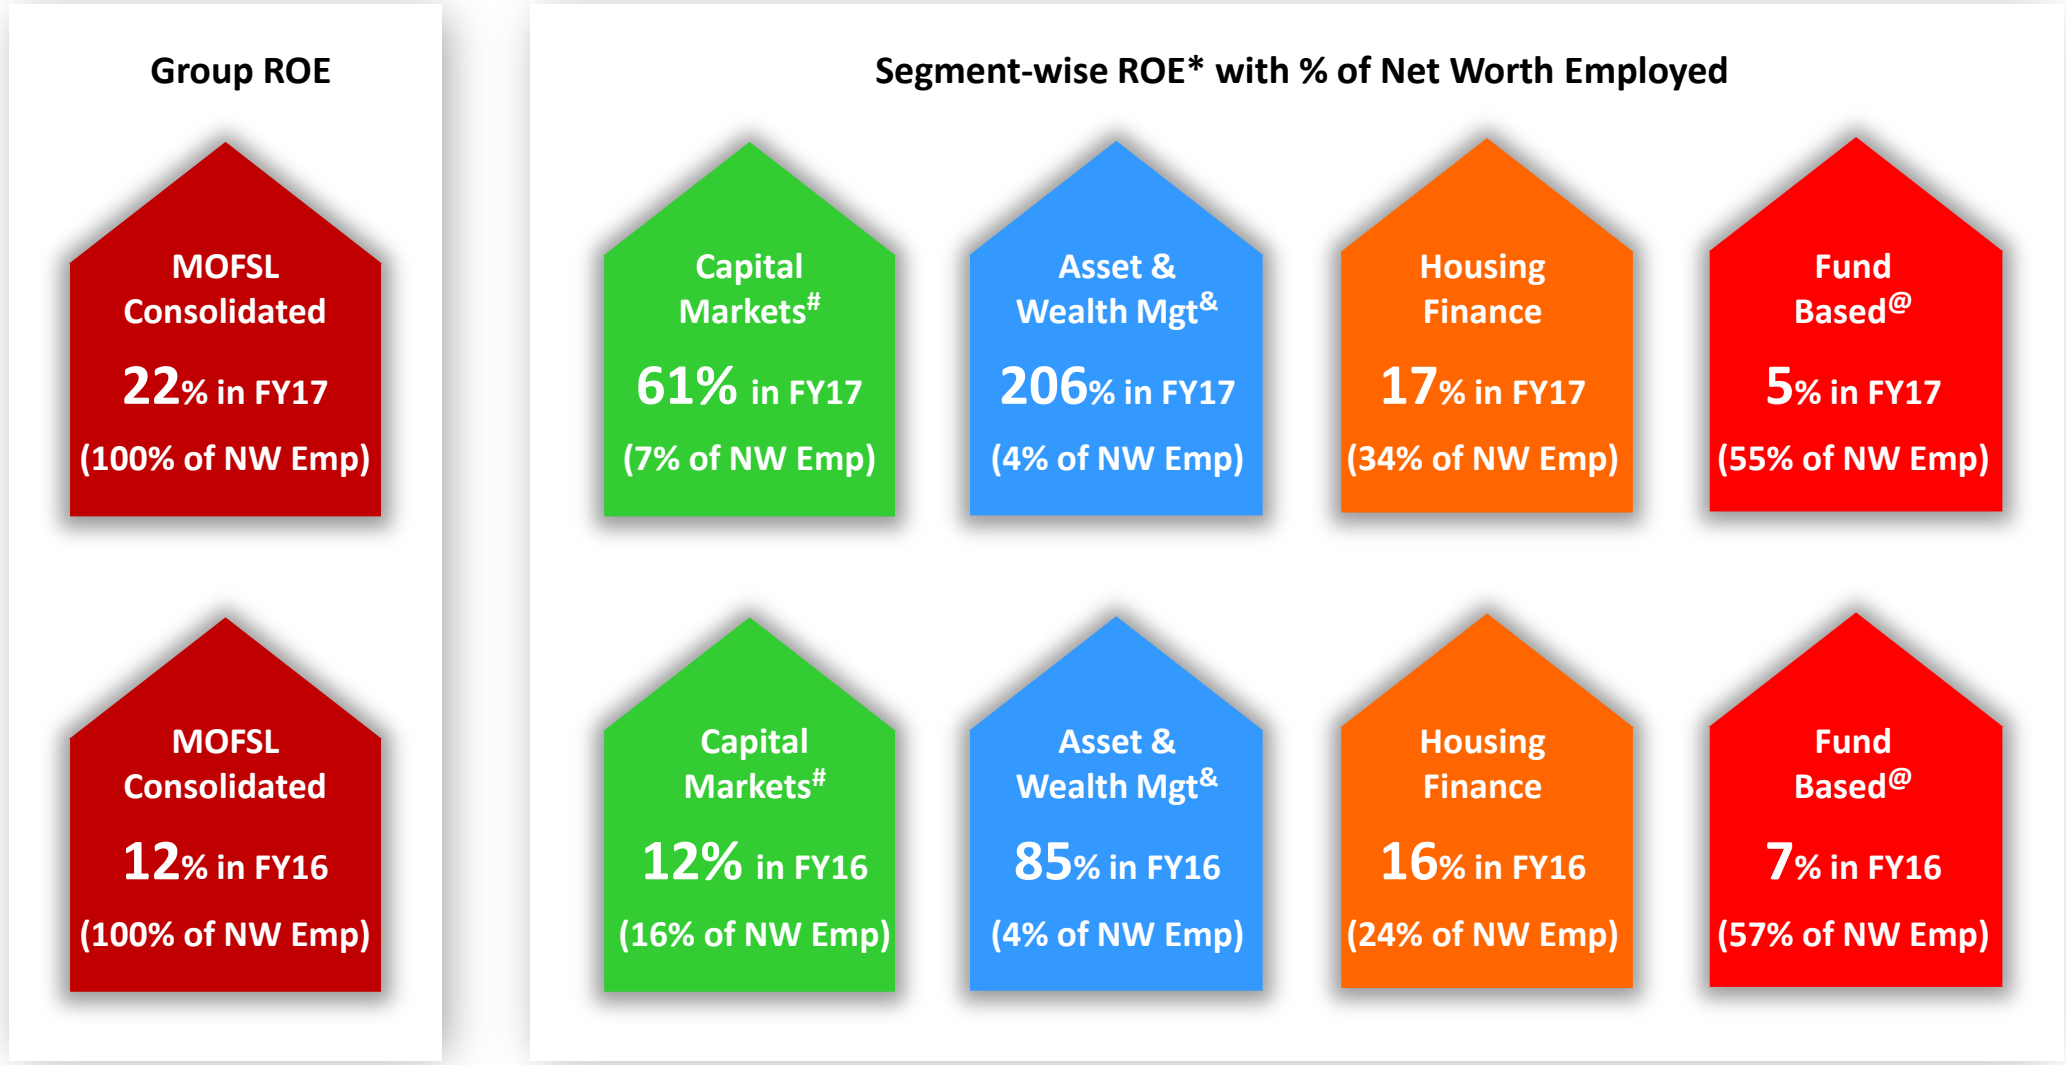 Group ROE
MOFSL
Consolidated
22% in FY17
(100% of NW Emp)
MOFSL
Consolidated
12% in FY16
(100% of NW Emp)
Segment-wise ROE* with % of Net Worth Employed
Capital
Markets#
61% in FY17
(7% of NW Emp)
Asset &
Wealth Mgt&
206% in FY17
(4% of NW Emp)
Housing
Finance
17% in FY17
(34% of NW Emp)
Fund
Based@
5% in FY17
(55% of NW Emp)
Capital
Markets#
12% in FY16
(16% of NW Emp)
Asset &
Wealth Mgt&
85% in FY16
(4% of NW Emp)
Housing
Finance
16% in FY16
(24% of NW Emp)
Fund
Based@
7% in FY16
(57% of NW Emp)